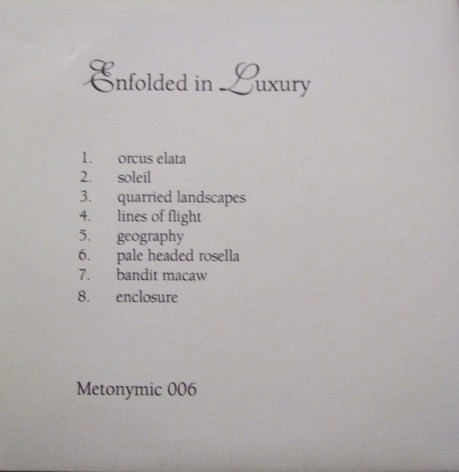 Enfolded in Luxury
1. orcus elata
2. soleil
3. quarried landscapes
4. lines of flight
5. geography
6. pale headed rosella
7. bandit macaw
8. enclosure
Metonymic 006